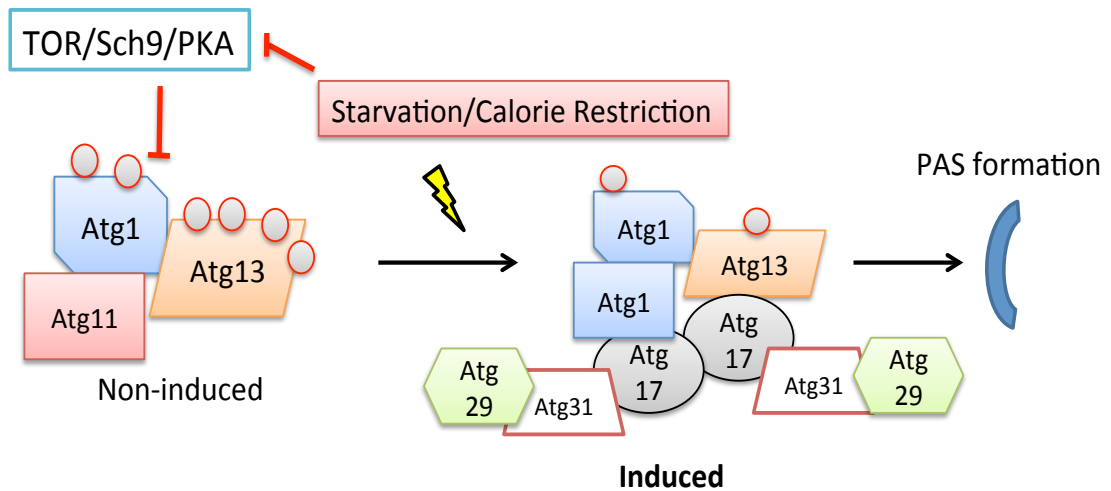 TOR/Sch9/PKA
Starvation/Calorie Restriction
PAS formation
Atg1
Atg13
Atg11
Non-induced
Atg1
Atg13
Atg1
Atg
17
Atg
17
Atg
29
Atg31
Atg31
Atg
29
Induced